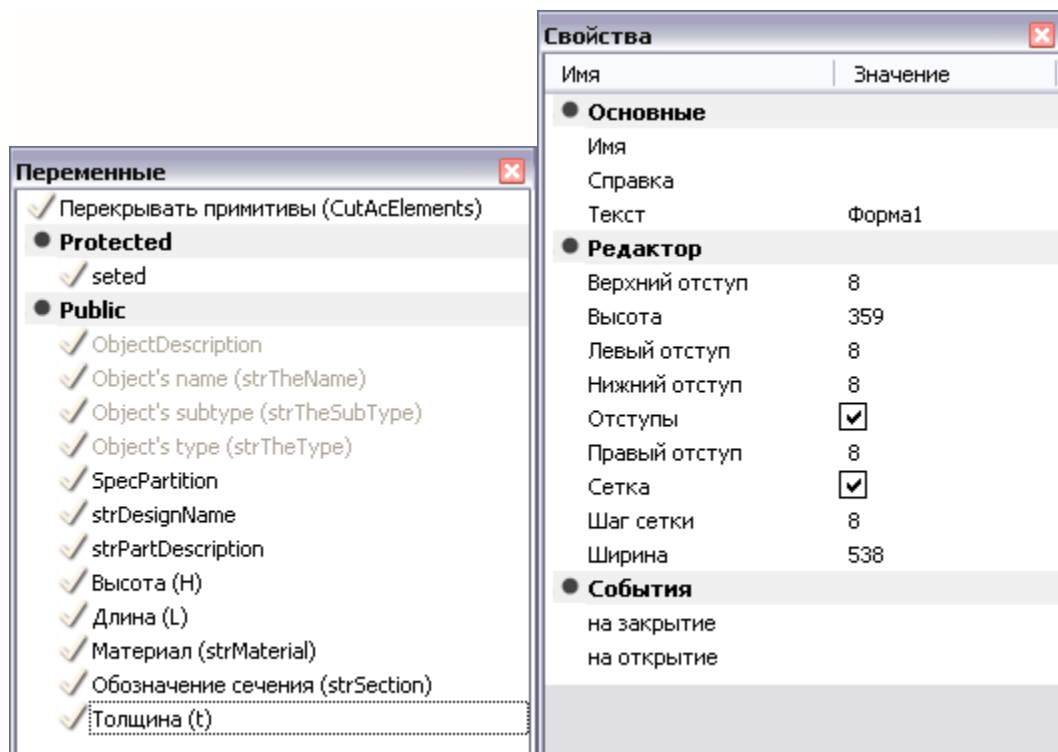 Переменные
Перекрывать примитивы (CutAcElements)
Protected
seted
Public
ObjectDescription
Object's name (strTheName)
Object's subtype (strTheSubType)
Object's type (strTheType)
SpecPartition
strDesignName
strPartDescription
Высота (H)
Длина (L)
Материал (strMaterial)
Обозначение сечения (strSection)
Толщина (t)
Свойства
Имя Значение
Основные
Имя
Справка
Текст Форма1
Редактор
Верхний отступ 8
Высота 359
Левый отступ 8
Нижний отступ 8
Отступы
Правый отступ 8
Сетка
Шаг сетки 8
Ширина 538
События
на закрытие
на открытие